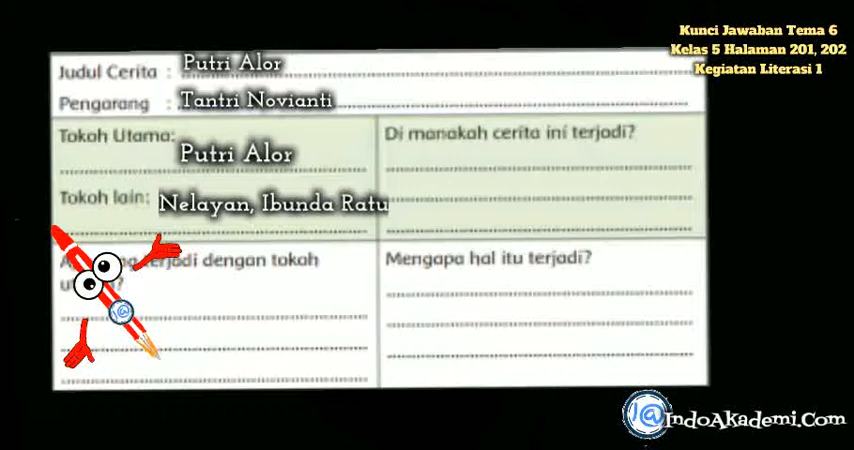 Kunci Jawaban Tema 6
Kelas 5 Halaman 201, 202
Kegiatan Literasi 1
Judul Cerita : Putri Alor
Pengarang : Tantri Novianti
Tokoh Utama:
Putri Alor
Tokoh lain: Nelayan, Ibunda Ratu
Di manakah cerita ini terjadi?
terjadi dengan tokoh
Mengapa hal itu terjadi?
@
1@IndoAkademi.Com